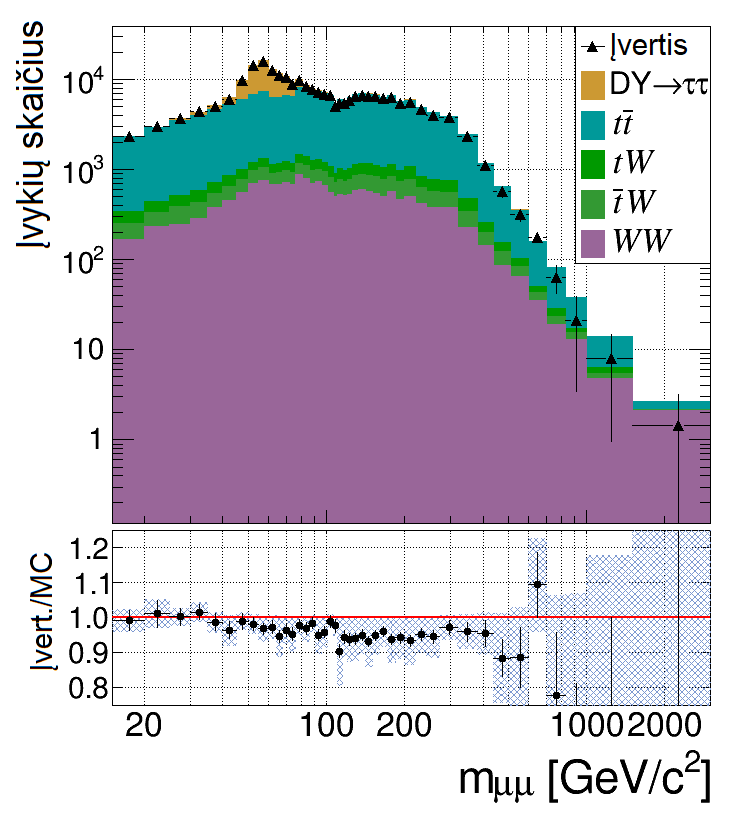 Įvykių skaičius
10⁴
10³
10²
10
1
Įvertis
DY→ττ
tt̄
tW
t̄W
WW
Įvert./MC
1.2
1.1
1.0
0.9
0.8
20 100 200 1000 2000
mμμ [GeV/c²]